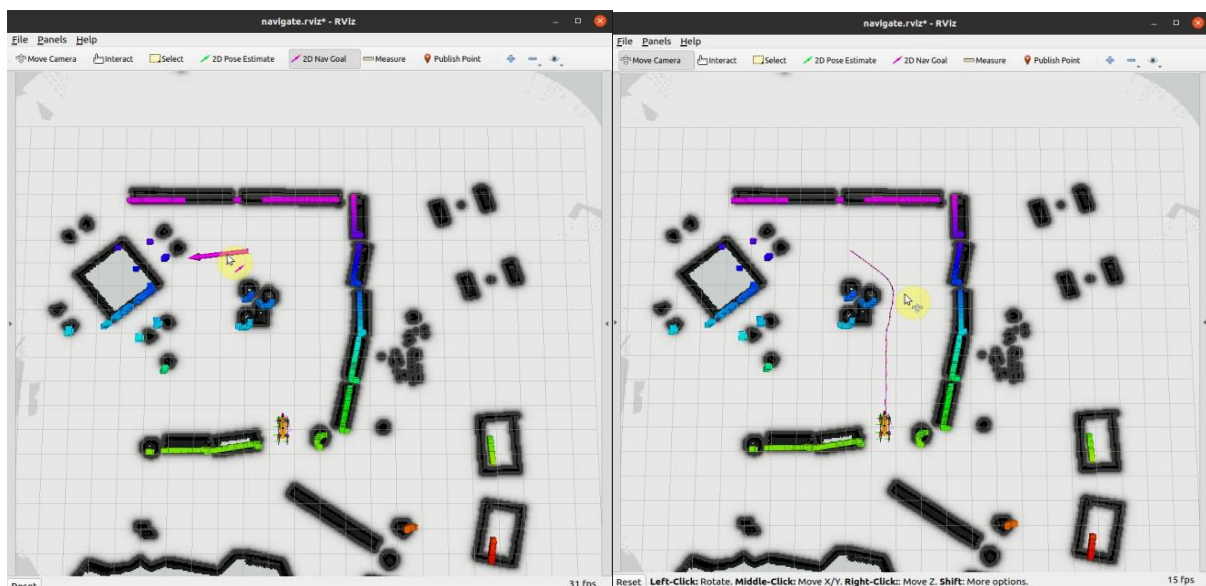 navigate.rviz* - RViz
File Panels Help
Move Camera Interact Select 2D Pose Estimate 2D Nav Goal Measure Publish Point
Reset
31 fps
navigate.rviz* - RViz
File Panels Help
Move Camera Interact Select 2D Pose Estimate 2D Nav Goal Measure Publish Point
Reset Left-Click: Rotate. Middle-Click: Move X/Y. Right-Click:: Move Z. Shift: More options.
15 fps